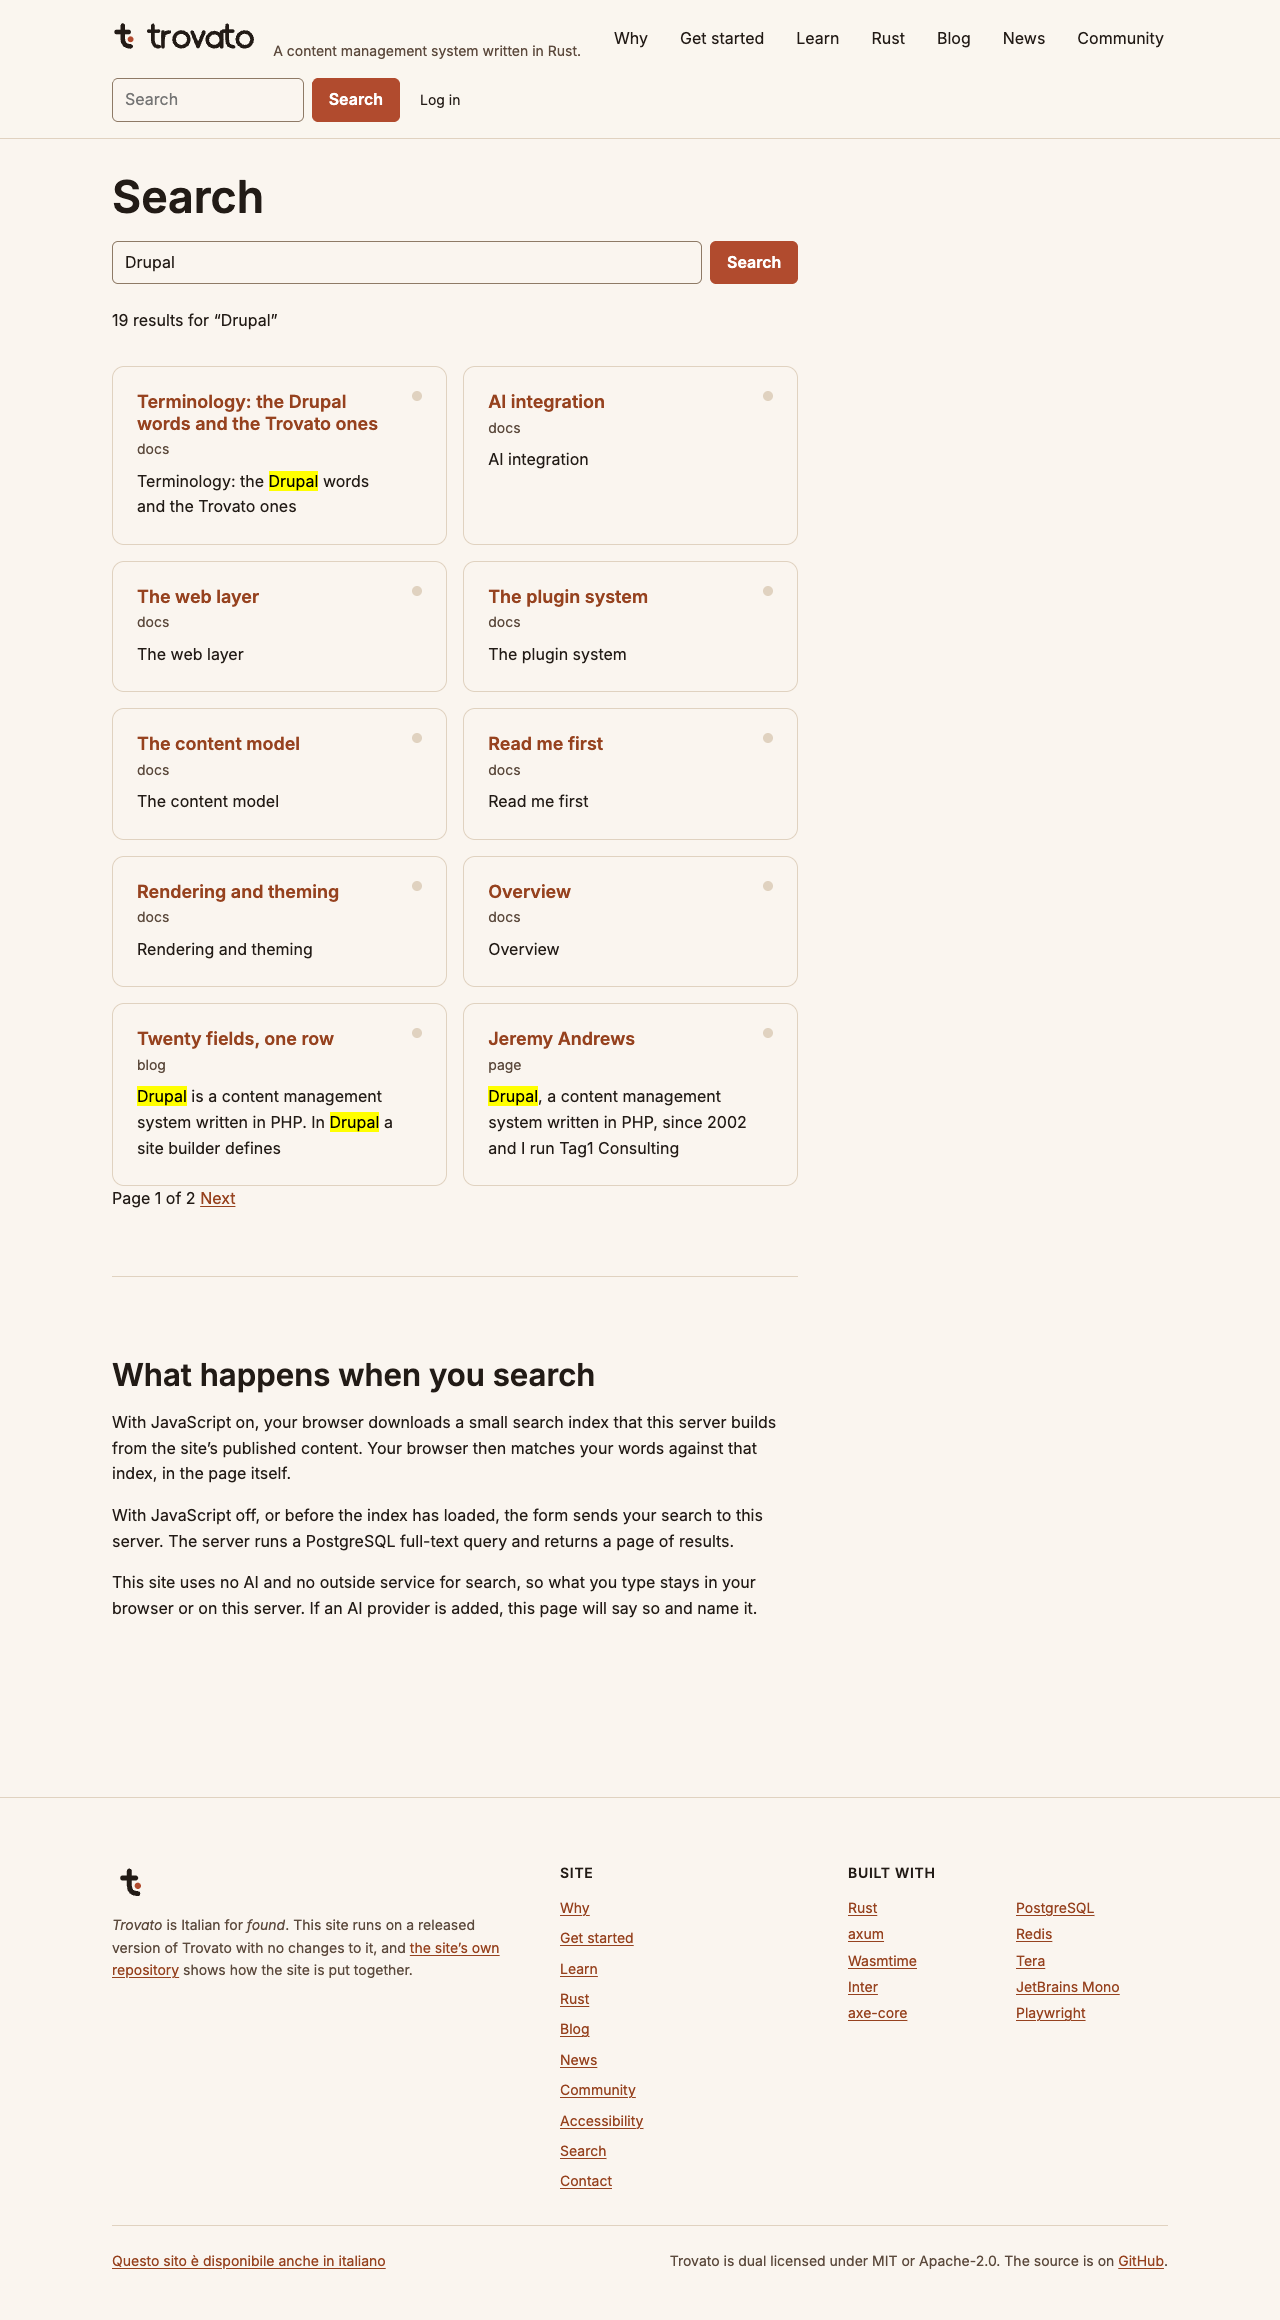 trovato
A content management system written in Rust.
Why
Get started
Learn
Rust
Blog
News
Community
Search
Search
Log in
Search
Drupal
Search
19 results for “Drupal”
Terminology: the Drupal
words and the Trovato ones
docs
Terminology: the Drupal words
and the Trovato ones
AI integration
docs
AI integration
The web layer
docs
The web layer
The plugin system
docs
The plugin system
The content model
docs
The content model
Read me first
docs
Read me first
Rendering and theming
docs
Rendering and theming
Overview
docs
Overview
Twenty fields, one row
blog
Drupal is a content management
system written in PHP. In Drupal a
site builder defines
Jeremy Andrews
page
Drupal, a content management
system written in PHP, since 2002
and I run Tag1 Consulting
Page 1 of 2 Next
What happens when you search
With JavaScript on, your browser downloads a small search index that this server builds
from the site’s published content. Your browser then matches your words against that
index, in the page itself.
With JavaScript off, or before the index has loaded, the form sends your search to this
server. The server runs a PostgreSQL full-text query and returns a page of results.
This site uses no AI and no outside service for search, so what you type stays in your
browser or on this server. If an AI provider is added, this page will say so and name it.
Trovato is Italian for found. This site runs on a released
version of Trovato with no changes to it, and the site’s own
repository shows how the site is put together.
SITE
Why
Get started
Learn
Rust
Blog
News
Community
Accessibility
Search
Contact
BUILT WITH
Rust
axum
Wasmtime
Inter
axe-core
PostgreSQL
Redis
Tera
JetBrains Mono
Playwright
Questo sito è disponibile anche in italiano
Trovato is dual licensed under MIT or Apache-2.0. The source is on GitHub.